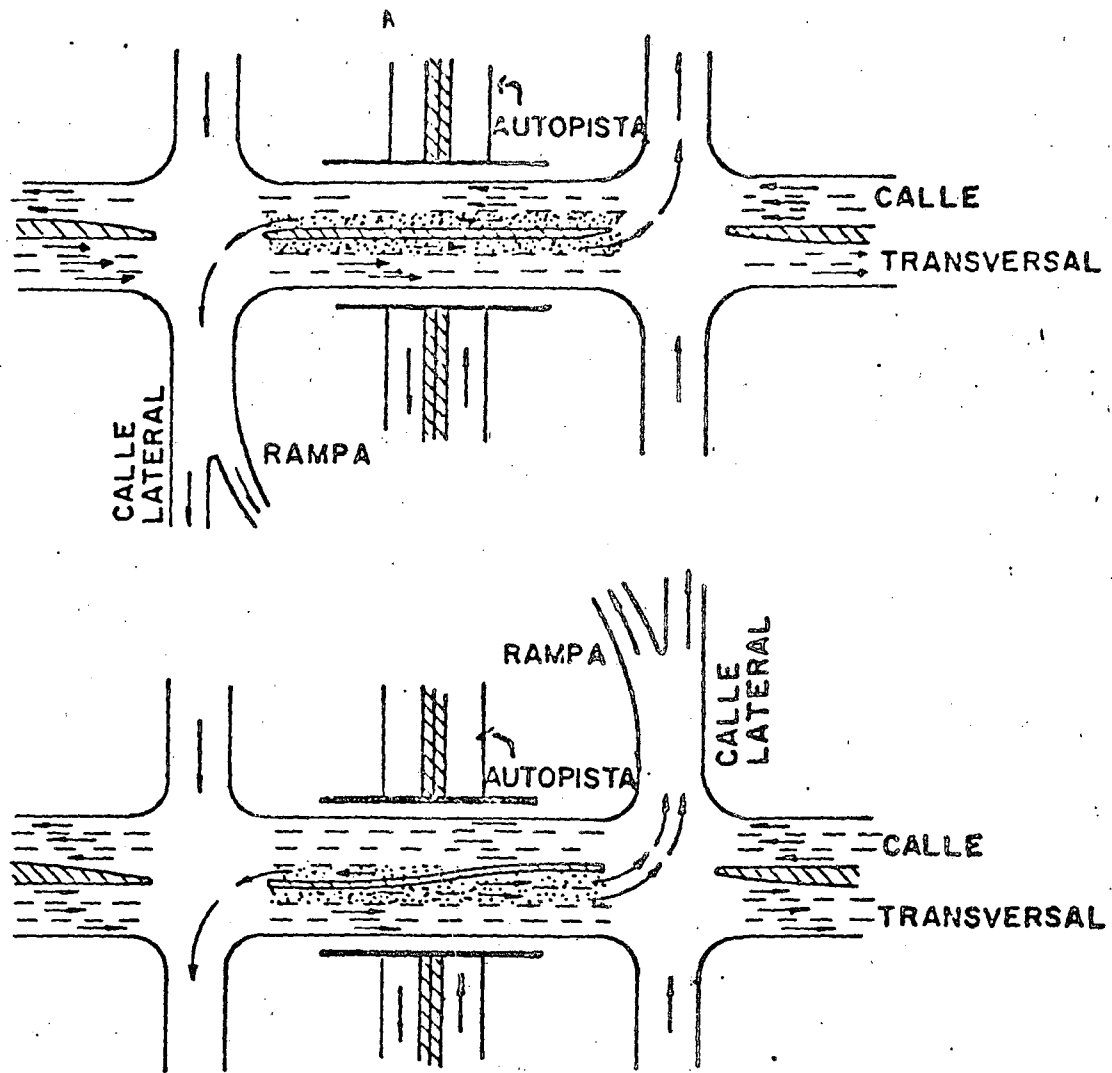 A
AUTOPISTA
CALLE
TRANSVERSAL
CALLE
LATERAL
RAMPA
RAMPA
CALLE
LATERAL
AUTOPISTA
CALLE
TRANSVERSAL